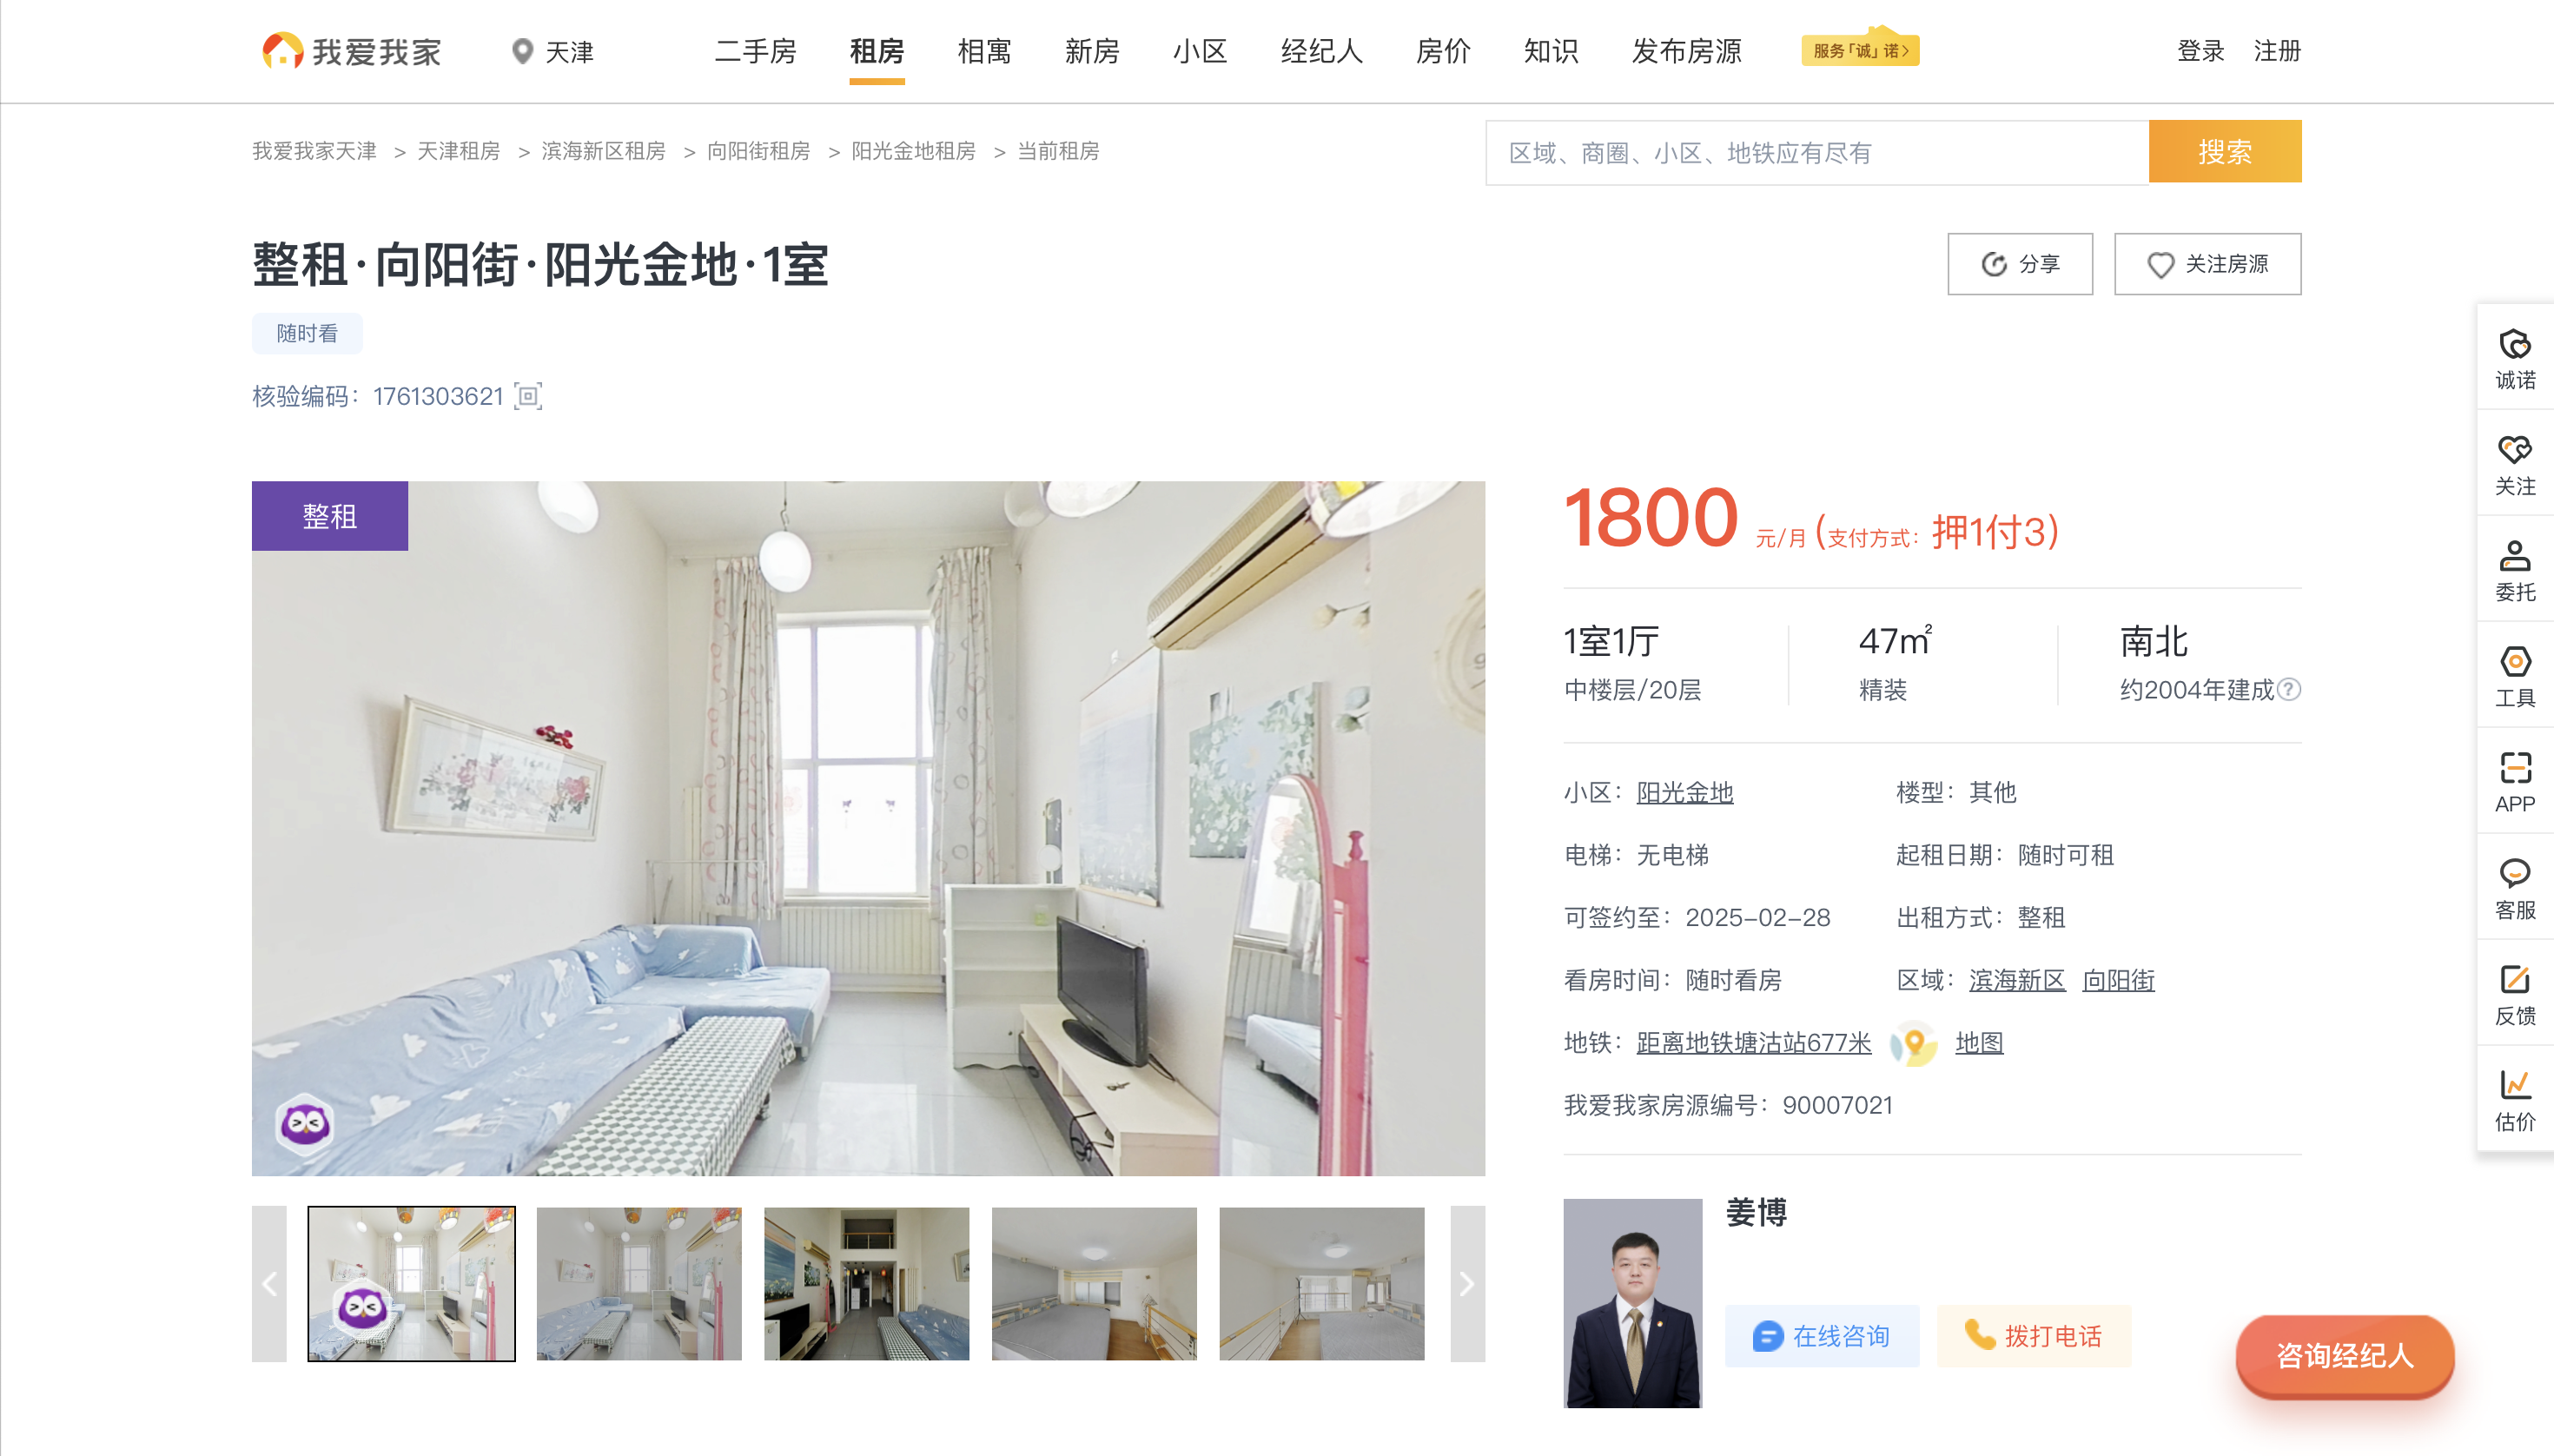 我爱我家 天津 二手房 租房 相寓 新房 小区 经纪人 房价 知识 发布房源 服务「诚」诺> 登录 注册
我爱我家天津 > 天津租房 > 滨海新区租房 > 向阳街租房 > 阳光金地租房 > 当前租房
区域、商圈、小区、地铁应有尽有 搜索
整租·向阳街·阳光金地·1室
分享 关注房源
随时看
核验编码：1761303621
整租
1800 元/月 (支付方式：押1付3)
1室1厅 47㎡ 南北
中楼层/20层 精装 约2004年建成?
小区：阳光金地 楼型：其他
电梯：无电梯 起租日期：随时可租
可签约至：2025-02-28 出租方式：整租
看房时间：随时看房 区域：滨海新区 向阳街
地铁：距离地铁塘沽站677米 地图
我爱我家房源编号：90007021
姜博
在线咨询 拨打电话
咨询经纪人
诚诺
关注
委托
工具
APP
客服
反馈
估价